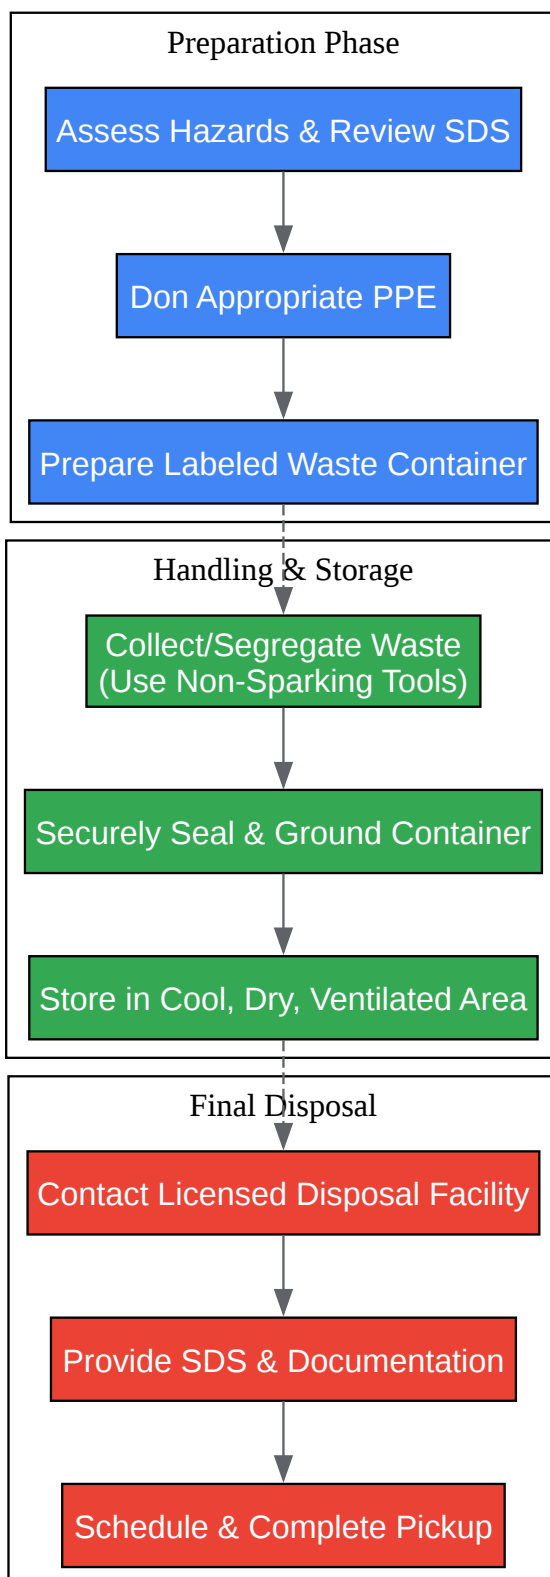 Preparation Phase
Assess Hazards & Review SDS
Don Appropriate PPE
Prepare Labeled Waste Container
Handling & Storage
Collect/Segregate Waste
(Use Non-Sparking Tools)
Securely Seal & Ground Container
Store in Cool, Dry, Ventilated Area
Final Disposal
Contact Licensed Disposal Facility
Provide SDS & Documentation
Schedule & Complete Pickup